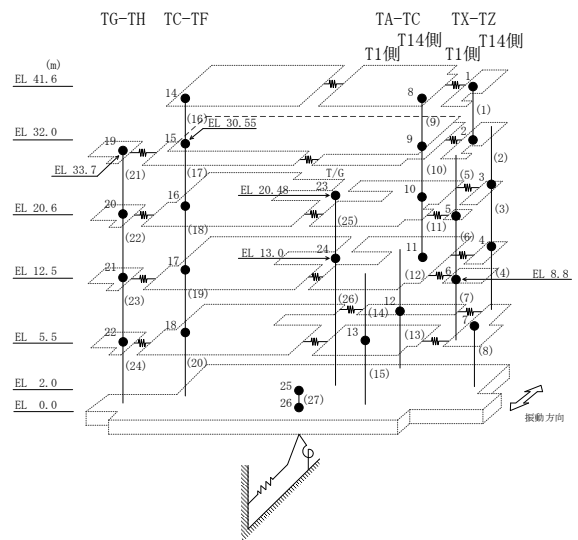 TG-TH TC-TF TA-TC TX-TZ
T1側 T14側 T1側 T14側
(m)
EL 41.6
14 8 1
(16) (9) (1)
EL 30.55
EL 32.0
19 15 9 2
EL 33.7
(21) (17) (10) (2)
T/G
EL 20.48
23 (5) 3
16 10 (3)
EL 20.6
20 (25) (11) 5
(22) (18) (6)
EL 13.0
24 11 4
17 (12) 6 (4) EL 8.8
EL 12.5
21
(23) (19) (26) 12 (7)
(14)
EL 5.5
22 18 13 (13) 7
(24) (20) (15) (8)
EL 2.0
25
EL 0.0
26 (27)
振動方向